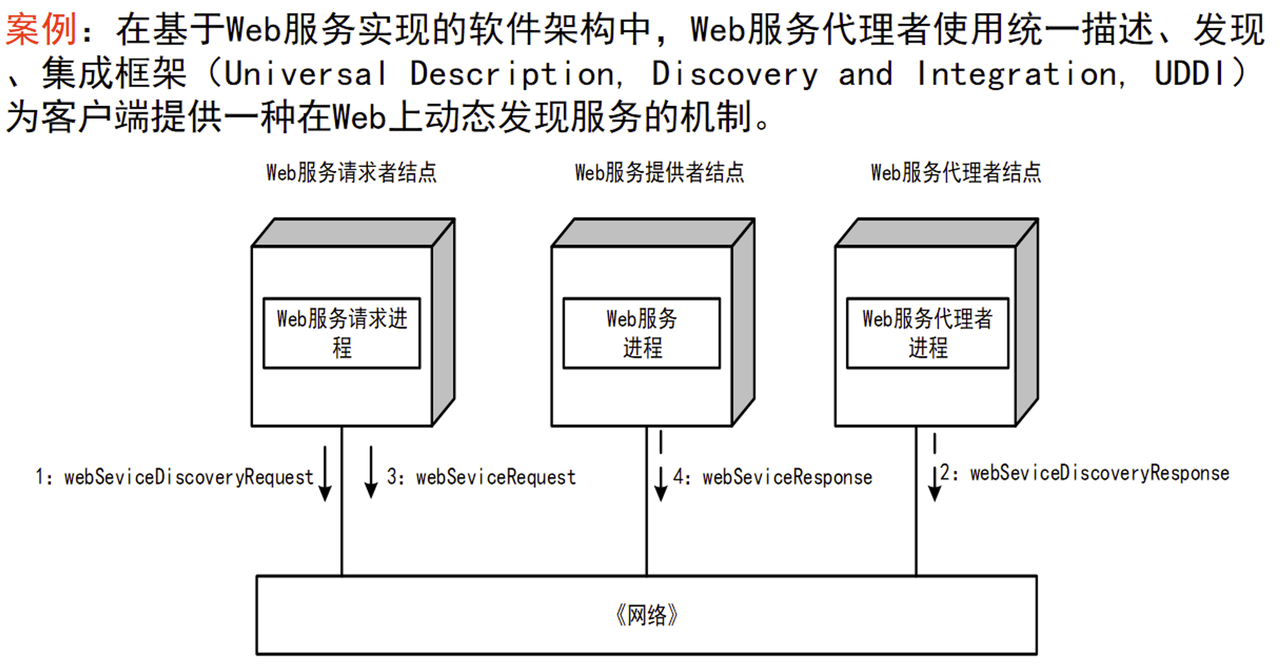 案例：在基于Web服务实现的软件架构中，Web服务代理者使用统一描述、发现
、集成框架（Universal Description, Discovery and Integration, UDDI）
为客户端提供一种在Web上动态发现服务的机制。
Web服务请求者结点
Web服务提供者结点
Web服务代理者结点
Web服务请求进
程
Web服务
进程
Web服务代理者
进程
1: webSeviceDiscoveryRequest
3: webSeviceRequest
4: webSeviceResponse
2: webSeviceDiscoveryResponse
《网络》